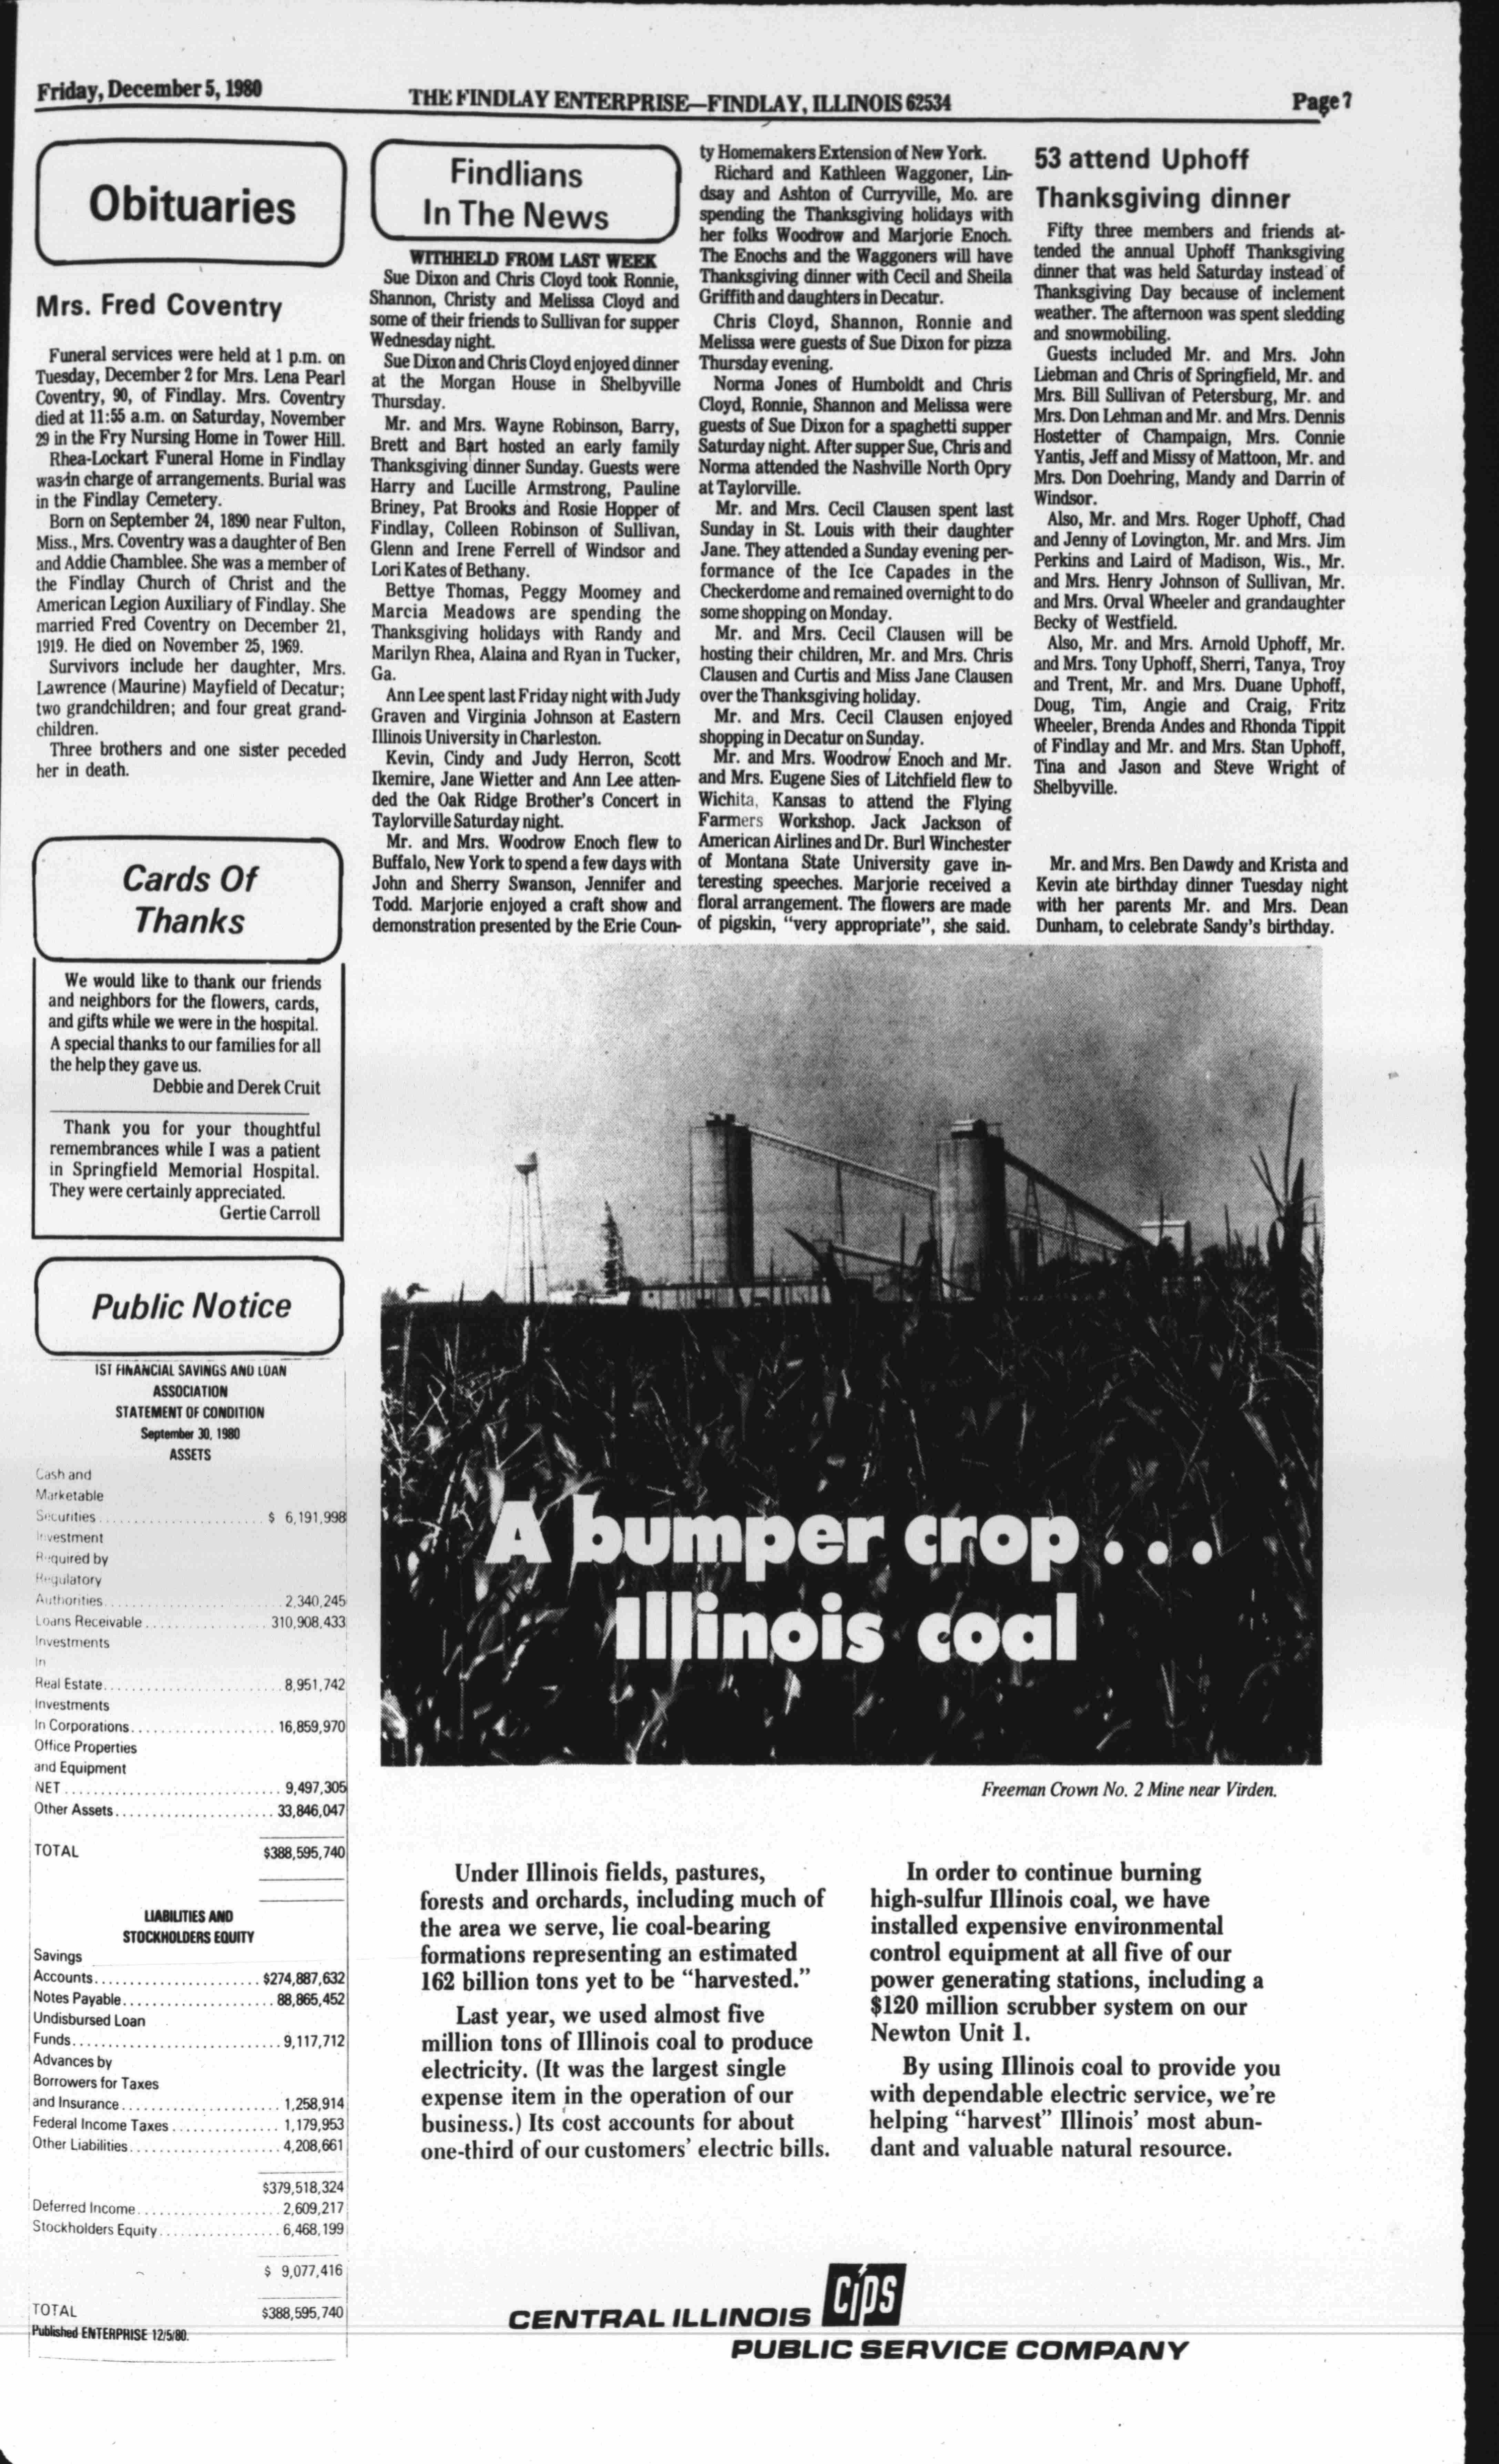 Friday, December 5, 1980
THE FINDLAY ENTERPRISE—FINDLAY, ILLINOIS 62534
Page 7
Obituaries
Mrs. Fred Coventry
Funeral services were held at 1 p.m. on
Tuesday, December 2 for Mrs. Lena Pearl
Coventry, 90, of Findlay. Mrs. Coventry
died at 11:55 a.m. on Saturday, November
29 in the Fry Nursing Home in Tower Hill.
Rhea-Lockart Funeral Home in Findlay
was in charge of arrangements. Burial was
in the Findlay Cemetery.
Born on September 24, 1890 near Fulton,
Miss., Mrs. Coventry was a daughter of Ben
and Addie Chamblee. She was a member of
the Findlay Church of Christ and the
American Legion Auxiliary of Findlay. She
married Fred Coventry on December 21,
1919. He died on November 25, 1969.
Survivors include her daughter, Mrs.
Lawrence (Maurine) Mayfield of Decatur;
two grandchildren; and four great grand-
children.
Three brothers and one sister peceded
her in death.
Cards Of
Thanks
We would like to thank our friends
and neighbors for the flowers, cards,
and gifts while we were in the hospital.
A special thanks to our families for all
the help they gave us.
Debbie and Derek Cruit
Thank you for your thoughtful
remembrances while I was a patient
in Springfield Memorial Hospital.
They were certainly appreciated.
Gertie Carroll
Public Notice
1ST FINANCIAL SAVINGS AND LOAN
ASSOCIATION
STATEMENT OF CONDITION
September 30, 1980
ASSETS
Cash and
Marketable
Securities.....................$ 6,191,998
Investment
Required by
Regulatory
Authorities.....................2,340,245
Loans Receivable................310,908,433
Investments
In
Real Estate.....................8,951,742
Investments
In Corporations...................16,859,970
Office Properties
and Equipment
NET............................9,497,305
Other Assets.....................33,846,047
TOTAL $388,595,740
LIABILITIES AND
STOCKHOLDERS EQUITY
Savings
Accounts.......................$274,887,632
Notes Payable.....................88,865,452
Undisbursed Loan
Funds...........................9,117,712
Advances by
Borrowers for Taxes
and Insurance.....................1,258,914
Federal Income Taxes..............1,179,953
Other Liabilities....................4,208,661
$379,518,324
Deferred Income...................2,609,217
Stockholders Equity................6,468,199
$ 9,077,416
TOTAL $388,595,740
Published ENTERPRISE 12/5/80.
Findlians
In The News
WITHHELD FROM LAST WEEK
Sue Dixon and Chris Cloyd took Ronnie,
Shannon, Christy and Melissa Cloyd and
some of their friends to Sullivan for supper
Wednesday night.
Sue Dixon and Chris Cloyd enjoyed dinner
at the Morgan House in Shelbyville
Thursday.
Mr. and Mrs. Wayne Robinson, Barry,
Brett and Bart hosted an early family
Thanksgiving dinner Sunday. Guests were
Harry and Lucille Armstrong, Pauline
Briney, Pat Brooks and Rosie Hopper of
Findlay, Colleen Robinson of Sullivan,
Glenn and Irene Ferrell of Windsor and
Lori Kates of Bethany.
Bettye Thomas, Peggy Moomey and
Marcia Meadows are spending the
Thanksgiving holidays with Randy and
Marilyn Rhea, Alaina and Ryan in Tucker,
Ga.
Ann Lee spent last Friday night with Judy
Graven and Virginia Johnson at Eastern
Illinois University in Charleston.
Kevin, Cindy and Judy Herron, Scott
Ikemire, Jane Wietter and Ann Lee atten-
ded the Oak Ridge Brother's Concert in
Taylorville Saturday night.
Mr. and Mrs. Woodrow Enoch flew to
Buffalo, New York to spend a few days with
John and Sherry Swanson, Jennifer and
Todd. Marjorie enjoyed a craft show and
demonstration presented by the Erie Coun-
ty Homemakers Extension of New York.
Richard and Kathleen Waggoner, Lin-
dsay and Ashton of Curryville, Mo. are
spending the Thanksgiving holidays with
her folks Woodrow and Marjorie Enoch.
The Enochs and the Waggoners will have
Thanksgiving dinner with Cecil and Sheila
Griffith and daughters in Decatur.
Chris Cloyd, Shannon, Ronnie and
Melissa were guests of Sue Dixon for pizza
Thursday evening.
Norma Jones of Humboldt and Chris
Cloyd, Ronnie, Shannon and Melissa were
guests of Sue Dixon for a spaghetti supper
Saturday night. After supper Sue, Chris and
Norma attended the Nashville North Opry
at Taylorville.
Mr. and Mrs. Cecil Clausen spent last
Sunday in St. Louis with their daughter
Jane. They attended a Sunday evening per-
formance of the Ice Capades in the
Checkerdome and remained overnight to do
some shopping on Monday.
Mr. and Mrs. Cecil Clausen will be
hosting their children, Mr. and Mrs. Chris
Clausen and Curtis and Miss Jane Clausen
over the Thanksgiving holiday.
Mr. and Mrs. Cecil Clausen enjoyed
shopping in Decatur on Sunday.
Mr. and Mrs. Woodrow Enoch and Mr.
and Mrs. Eugene Sies of Litchfield flew to
Wichita, Kansas to attend the Flying
Farmers Workshop. Jack Jackson of
American Airlines and Dr. Burl Winchester
of Montana State University gave in-
teresting speeches. Marjorie received a
floral arrangement. The flowers are made
of pigskin, "very appropriate", she said.
53 attend Uphoff
Thanksgiving dinner
Fifty three members and friends at-
tended the annual Uphoff Thanksgiving
dinner that was held Saturday instead of
Thanksgiving Day because of inclement
weather. The afternoon was spent sledding
and snowmobiling.
Guests included Mr. and Mrs. John
Liebman and Chris of Springfield, Mr. and
Mrs. Bill Sullivan of Petersburg, Mr. and
Mrs. Don Lehman and Mr. and Mrs. Dennis
Hostetter of Champaign, Mrs. Connie
Yantis, Jeff and Missy of Mattoon, Mr. and
Mrs. Don Doehring, Mandy and Darrin of
Windsor.
Also, Mr. and Mrs. Roger Uphoff, Chad
and Jenny of Lovington, Mr. and Mrs. Jim
Perkins and Laird of Madison, Wis., Mr.
and Mrs. Henry Johnson of Sullivan, Mr.
and Mrs. Orval Wheeler and grandaughter
Becky of Westfield.
Also, Mr. and Mrs. Arnold Uphoff, Mr.
and Mrs. Tony Uphoff, Sherri, Tanya, Troy
and Trent, Mr. and Mrs. Duane Uphoff,
Doug, Tim, Angie and Craig, Fritz
Wheeler, Brenda Andes and Rhonda Tippit
of Findlay and Mr. and Mrs. Stan Uphoff,
Tina and Jason and Steve Wright of
Shelbyville.
Mr. and Mrs. Ben Dawdy and Krista and
Kevin ate birthday dinner Tuesday night
with her parents Mr. and Mrs. Dean
Dunham, to celebrate Sandy's birthday.
A bumper crop . . .
Illinois coal
Freeman Crown No. 2 Mine near Virden.
Under Illinois fields, pastures,
forests and orchards, including much of
the area we serve, lie coal-bearing
formations representing an estimated
162 billion tons yet to be "harvested."
Last year, we used almost five
million tons of Illinois coal to produce
electricity. (It was the largest single
expense item in the operation of our
business.) Its cost accounts for about
one-third of our customers' electric bills.
In order to continue burning
high-sulfur Illinois coal, we have
installed expensive environmental
control equipment at all five of our
power generating stations, including a
$120 million scrubber system on our
Newton Unit 1.
By using Illinois coal to provide you
with dependable electric service, we're
helping "harvest" Illinois' most abun-
dant and valuable natural resource.
CENTRAL ILLINOIS CIPS
PUBLIC SERVICE COMPANY